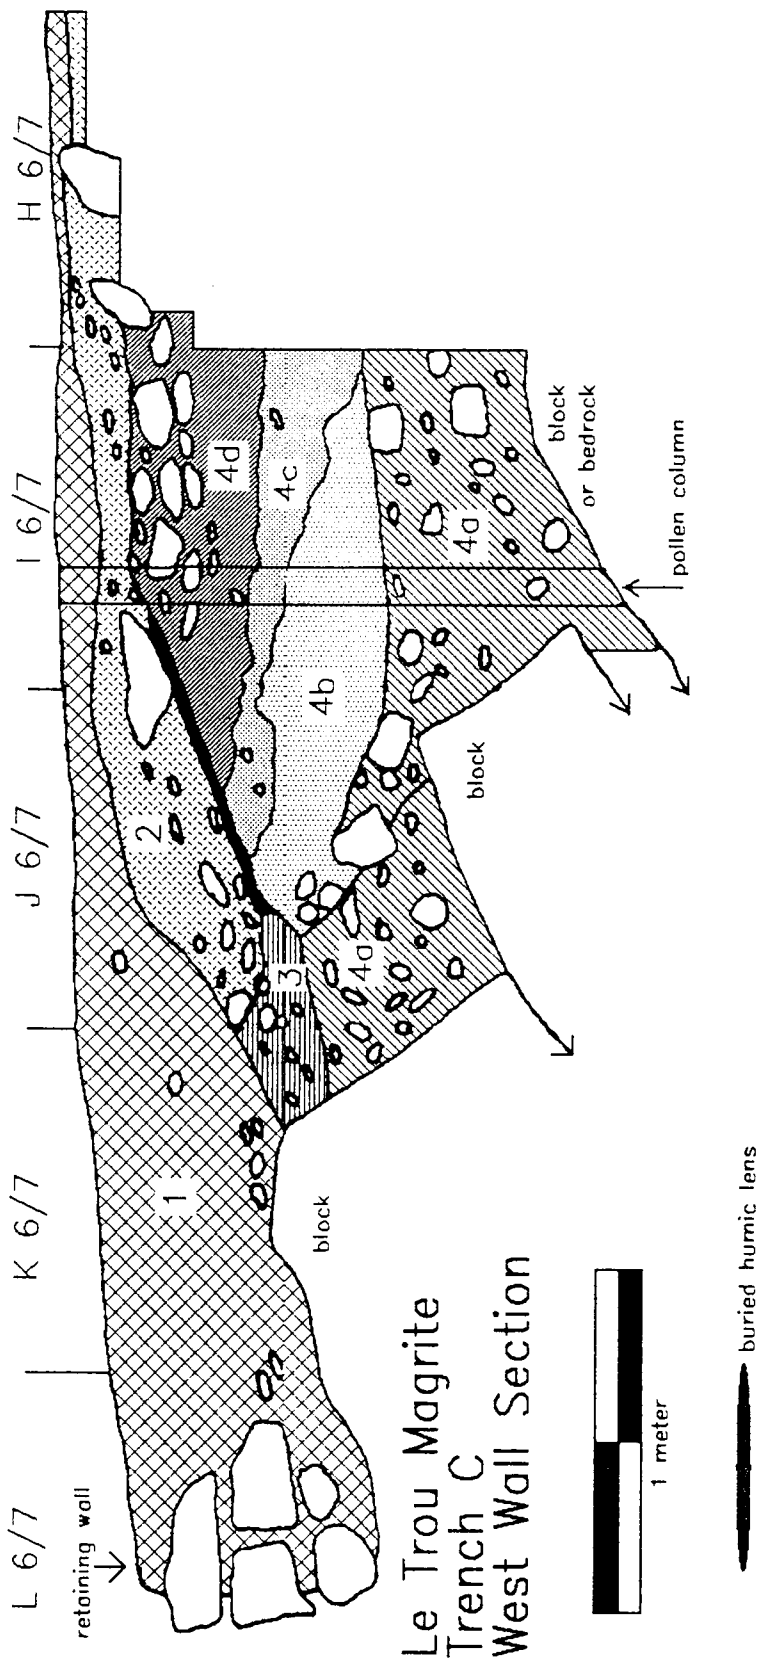 L 6/7
K 6/7
J 6/7
I 6/7
H 6/7
retaining wall
1
2
3
4a
4b
4c
4d
4a
block
block
block
or bedrock
pollen column
Le Trou Magrite
Trench C
West Wall Section
1 meter
buried humic lens